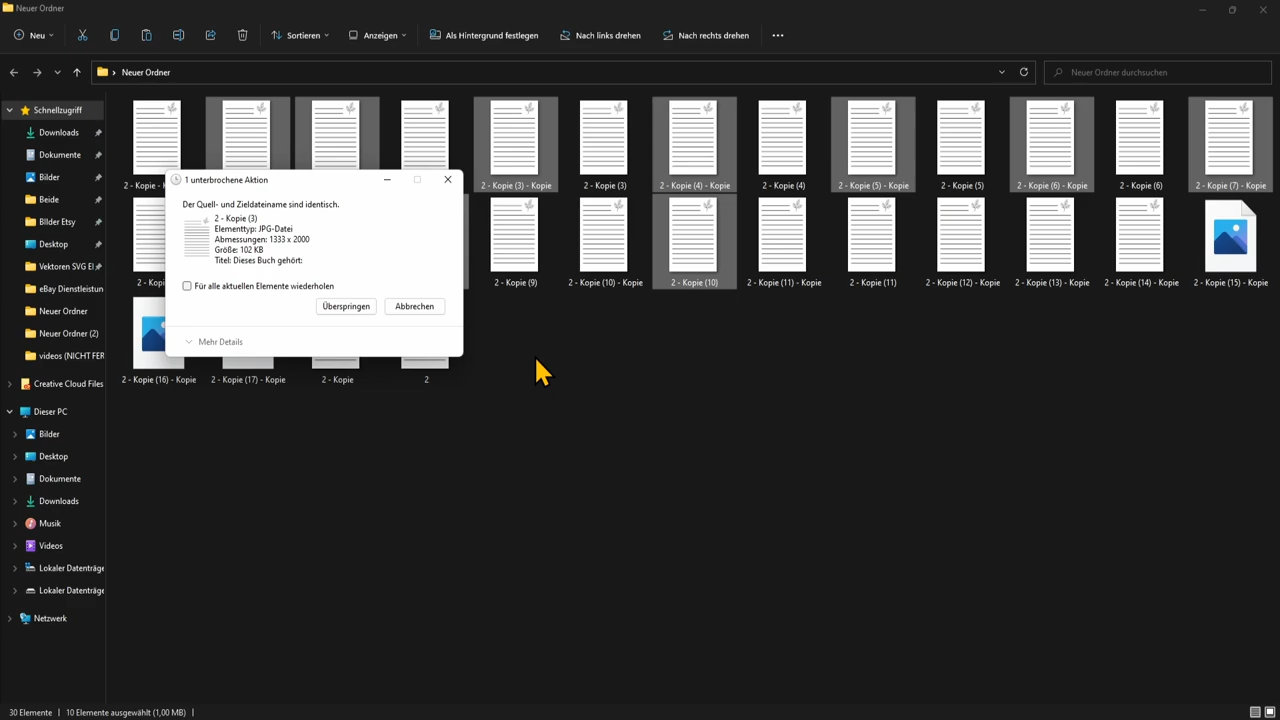 Neuer Ordner
Neu
Sortieren
Anzeigen
Als Hintergrund festlegen
Nach links drehen
Nach rechts drehen
Neuer Ordner
Neuer Ordner durchsuchen
Schnellzugriff
Downloads
Dokumente
Bilder
Beide
BIlder Etsy
Desktop
Vektoren SVG E
eBay Dienstleistun
Neuer Ordner
Neuer Ordner (2)
videos (NICHT FER
Creative Cloud Files
Dieser PC
Bilder
Desktop
Dokumente
Downloads
Musik
Videos
Lokaler Datenträge
Lokaler Datenträge
Netzwerk
2 - Kopie (3) - Kopie
2 - Kopie (3)
2 - Kopie (4) - Kopie
2 - Kopie (4)
2 - Kopie (5) - Kopie
2 - Kopie (5)
2 - Kopie (6) - Kopie
2 - Kopie (6)
2 - Kopie (7) - Kopie
2 - Kopie (9)
2 - Kopie (10) - Kopie
2 - Kopie (10)
2 - Kopie (11) - Kopie
2 - Kopie (11)
2 - Kopie (12) - Kopie
2 - Kopie (13) - Kopie
2 - Kopie (14) - Kopie
2 - Kopie (15) - Kopie
2 - Kopie (16) - Kopie
2 - Kopie (17) - Kopie
2 - Kopie
2
1 unterbrochene Aktion
Der Quell- und Zieldateiname sind identisch.
2 - Kopie (3)
Elementtyp: JPG-Datei
Abmessungen: 1333 x 2000
Größe: 102 KB
Titel: Dieses Buch gehört:
Für alle aktuellen Elemente wiederholen
Überspringen
Abbrechen
Mehr Details
30 Elemente
10 Elemente ausgewählt (1,00 MB)